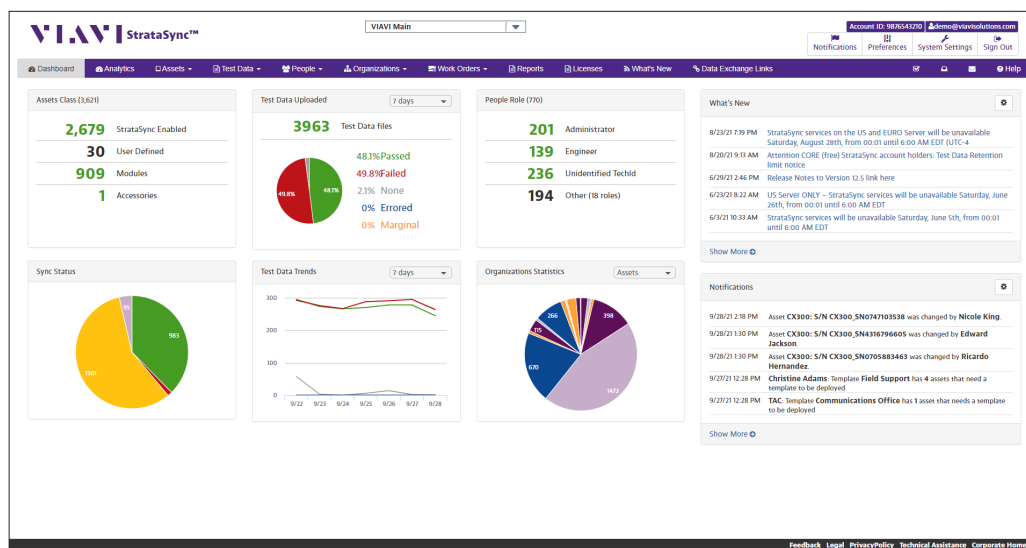 VIAVI StrataSync™
VIAVI Main
Account ID: 9876543210 demo@viavisolutions.com
Notifications Preferences System Settings Sign Out
Dashboard Analytics Assets Test Data People Organizations Work Orders Reports Licenses What's New Data Exchange Links Help
Assets Class (3,621)
2,679 StrataSync Enabled
30 User Defined
909 Modules
1 Accessories
Test Data Uploaded 7 days
3963 Test Data files
48.1% Passed
49.8% Failed
2.1% None
0% Errored
0% Marginal
49.8% 48.1%
People Role (770)
201 Administrator
139 Engineer
236 Unidentified TechId
194 Other (18 roles)
What's New
8/23/21 7:19 PM StrataSync services on the US and EURO Server will be unavailable
Saturday, August 28th, from 00:01 until 6:00 AM EDT (UTC-4
8/20/21 9:13 AM Attention CORE (free) StrataSync account holders: Test Data Retention
limit notice
6/29/21 2:46 PM Release Notes to Version 12.5 link here
6/23/21 8:22 AM US Server ONLY – StrataSync services will be unavailable Saturday, June
26th, from 00:01 until 6:00 AM EDT
6/3/21 10:33 AM StrataSync services will be unavailable Saturday, June 5th, from 00:01
until 6:00 AM EDT
Show More
Sync Status
983
1501
Test Data Trends 7 days
300
200
100
0
9/22 9/23 9/24 9/25 9/26 9/27 9/28
Organizations Statistics Assets
398
266
115
670
1472
Notifications
9/28/21 2:18 PM Asset CX300: S/N CX300_SN0747103538 was changed by Nicole King.
9/28/21 1:30 PM Asset CX300: S/N CX300_SN4316796605 was changed by Edward
Jackson.
9/28/21 1:30 PM Asset CX300: S/N CX300_SN0705883463 was changed by Ricardo
Hernandez.
9/27/21 12:28 PM Christine Adams: Template Field Support has 4 assets that need a
template to be deployed
9/27/21 12:28 PM TAC: Template Communications Office has 1 asset that needs a template
to be deployed
Show More
Feedback Legal PrivacyPolicy Technical Assistance Corporate Home